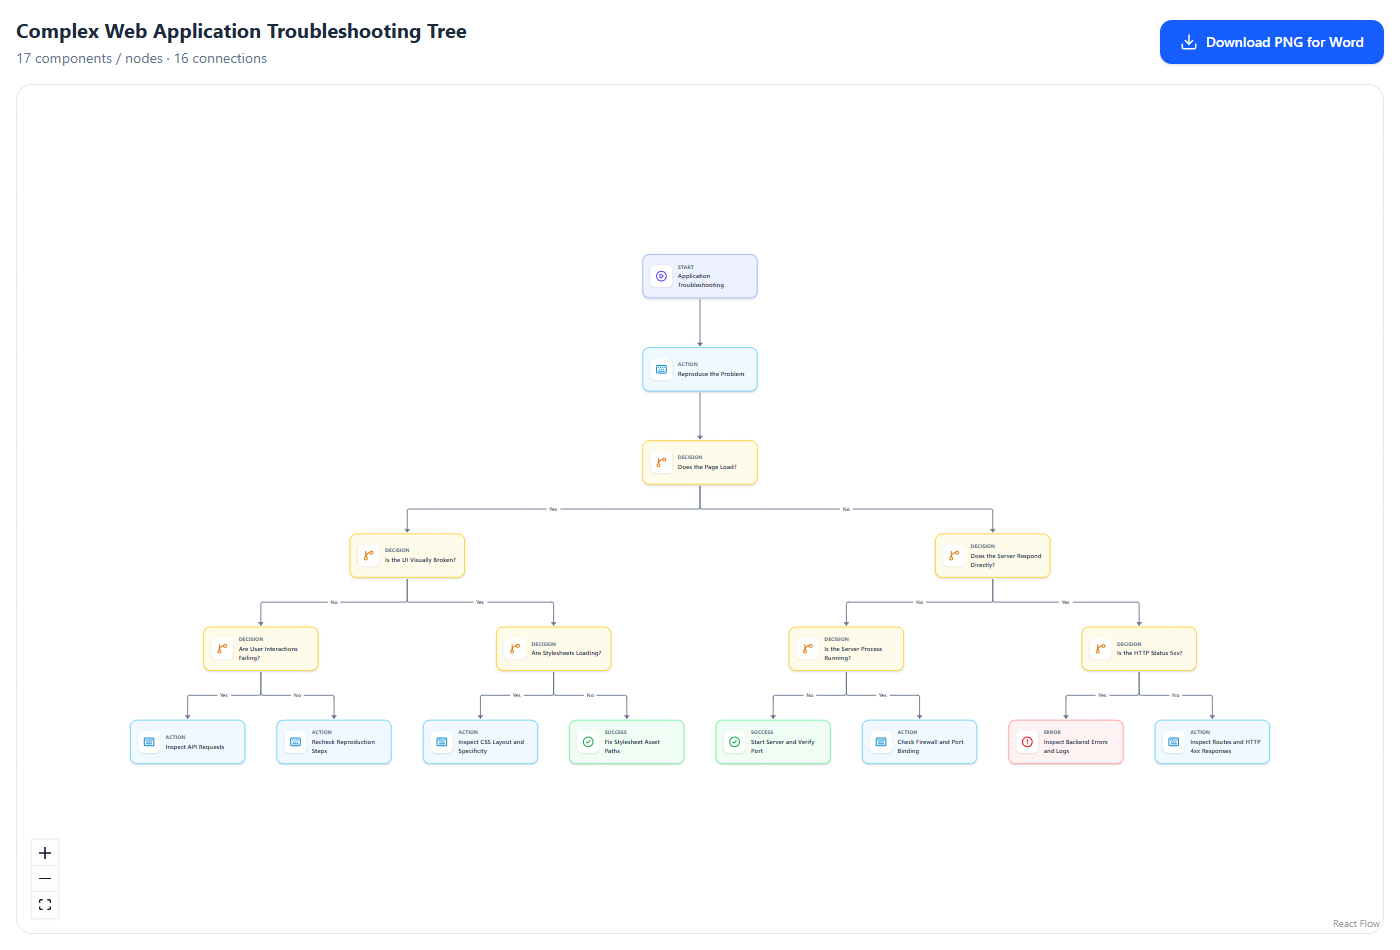 Complex Web Application Troubleshooting Tree
17 components / nodes · 16 connections
Download PNG for Word
START
Application
Troubleshooting
ACTION
Reproduce the Problem
DECISION
Does the Page Load?
Yes
No
DECISION
Is the UI Visually Broken?
DECISION
Does the Server Respond
Directly?
No
Yes
No
Yes
DECISION
Are User Interactions
Failing?
DECISION
Are Stylesheets Loading?
DECISION
Is the Server Process
Running?
DECISION
Is the HTTP Status 5xx?
Yes
No
Yes
No
No
Yes
Yes
No
ACTION
Inspect API Requests
ACTION
Recheck Reproduction
Steps
ACTION
Inspect CSS Layout and
Specificity
SUCCESS
Fix Stylesheet Asset
Paths
SUCCESS
Start Server and Verify
Port
ACTION
Check Firewall and Port
Binding
ERROR
Inspect Backend Errors
and Logs
ACTION
Inspect Routes and HTTP
4xx Responses
React Flow